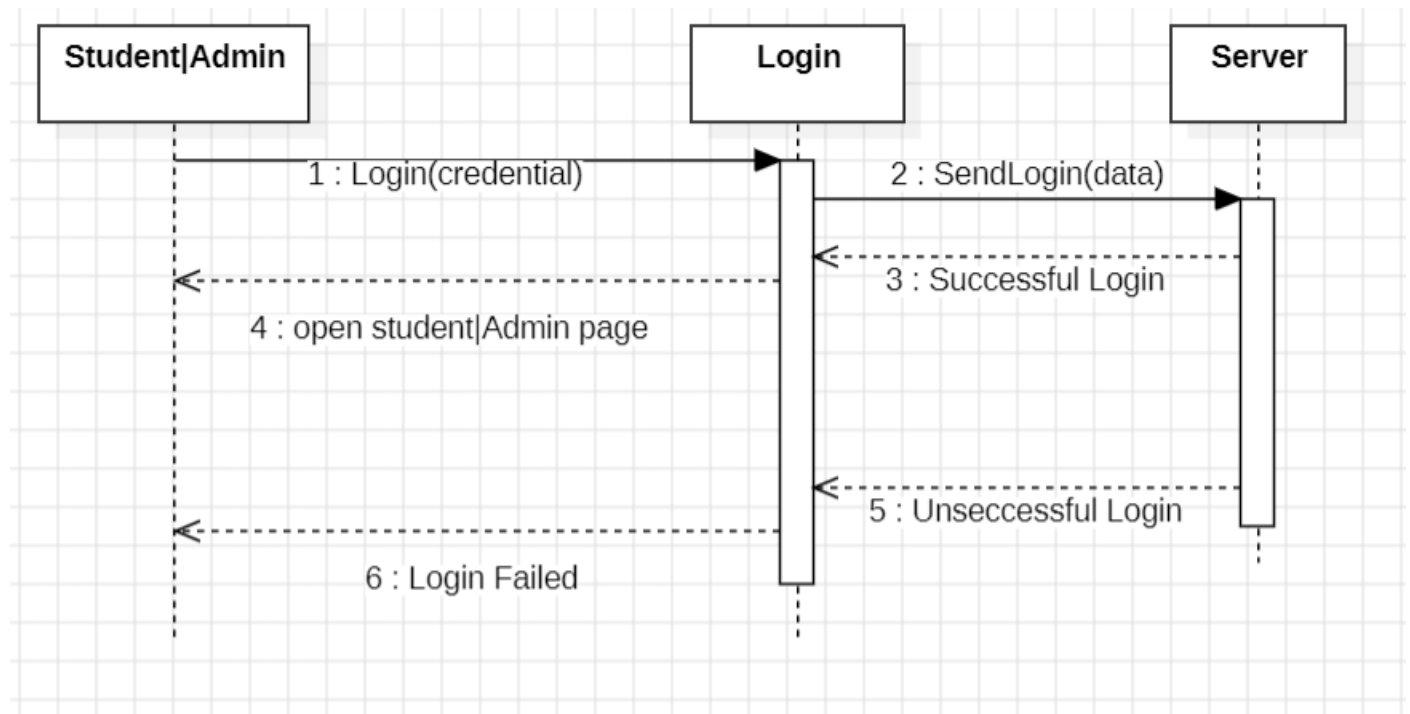 Student|Admin
Login
Server
1 : Login(credential)
2 : SendLogin(data)
3 : Successful Login
4 : open student|Admin page
5 : Unseccessful Login
6 : Login Failed